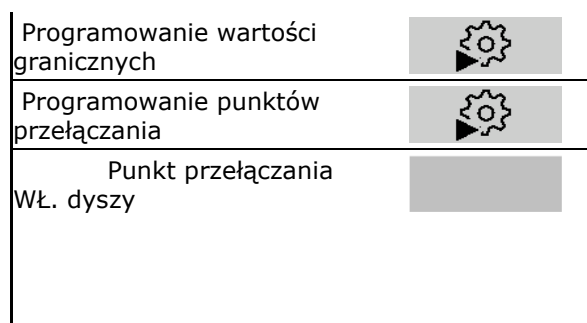 Programowanie wartości
granicznych
Programowanie punktów
przełączania
Punkt przełączania
WŁ. dyszy